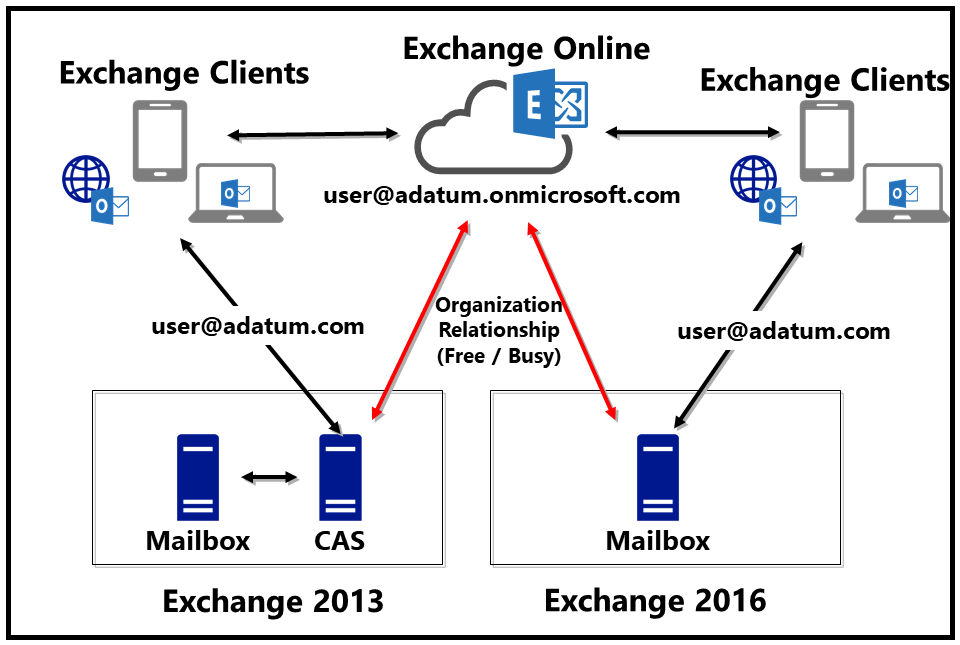 Exchange Online
Exchange Clients
Exchange Clients
E
O
O
O
O
user@adatum.onmicrosoft.com
Organization
Relationship
(Free / Busy)
user@adatum.com
user@adatum.com
Mailbox
CAS
Mailbox
Exchange 2013
Exchange 2016